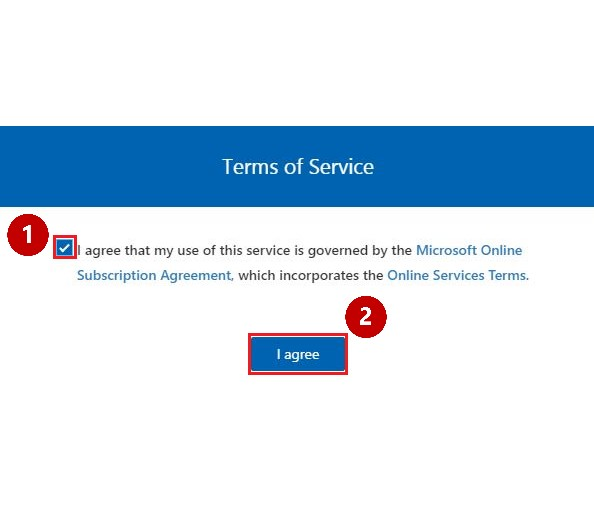 Terms of Service
1
I agree that my use of this service is governed by the Microsoft Online
Subscription Agreement, which incorporates the Online Services Terms.
2
I agree